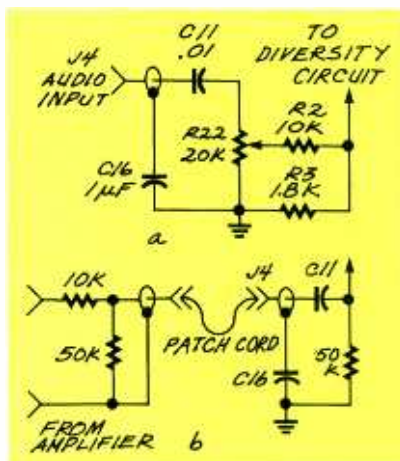 J4
AUDIO
INPUT
C11
.01
TO
DIVERSITY
CIRCUIT
R22
20K
R2
10K
R3
1.8K
C16
1µF
a
10K
50K
PATCH CORD
J4
C11
C16
50
K
FROM
AMPLIFIER
b